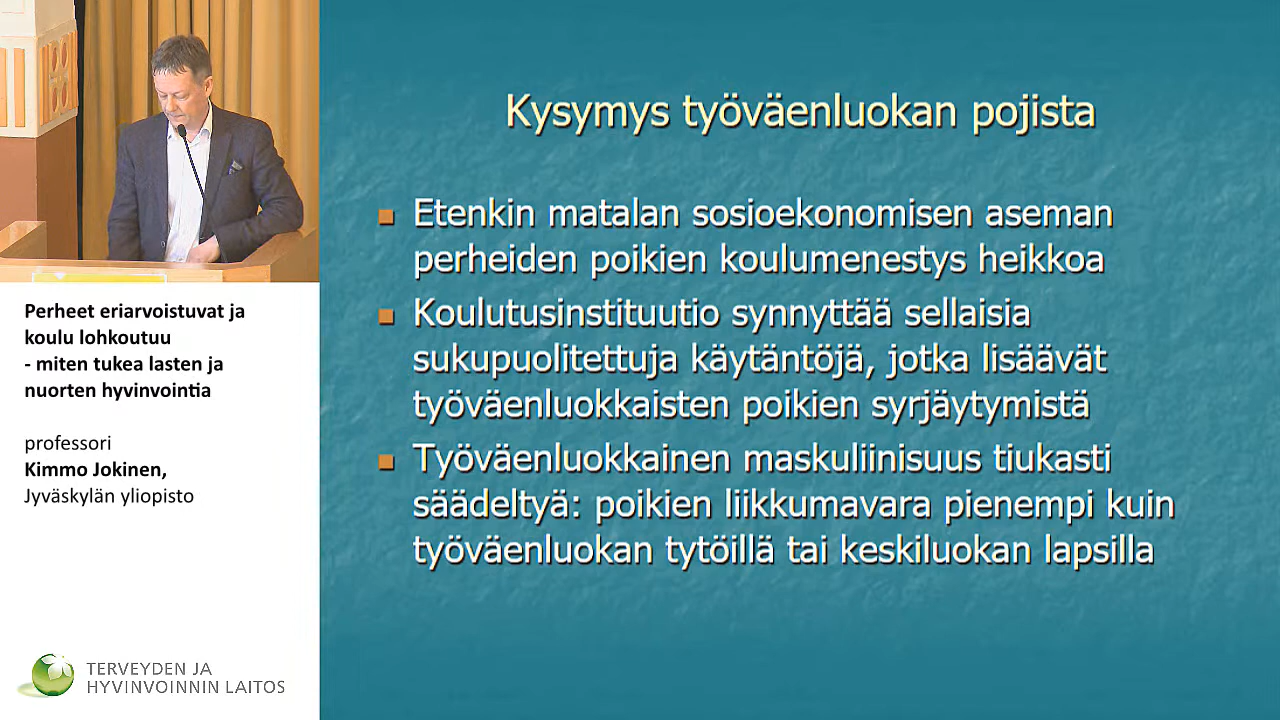 Perheet eriarvoistuvat ja
koulu lohkoutuu
- miten tukea lasten ja
nuorten hyvinvointia
professori
Kimmo Jokinen,
Jyväskylän yliopisto
TERVEYDEN JA
HYVINVOINNIN LAITOS
Kysymys työväenluokan pojista
Etenkin matalan sosioekonomisen aseman
perheiden poikien koulumenestys heikkoa
Koulutusinstituutio synnyttää sellaisia
sukupuolitettuja käytäntöjä, jotka lisäävät
työväenluokkaisten poikien syrjäytymistä
Työväenluokkainen maskuliinisuus tiukasti
säädeltyä: poikien liikkumavara pienempi kuin
työväenluokan tytöillä tai keskiluokan lapsilla